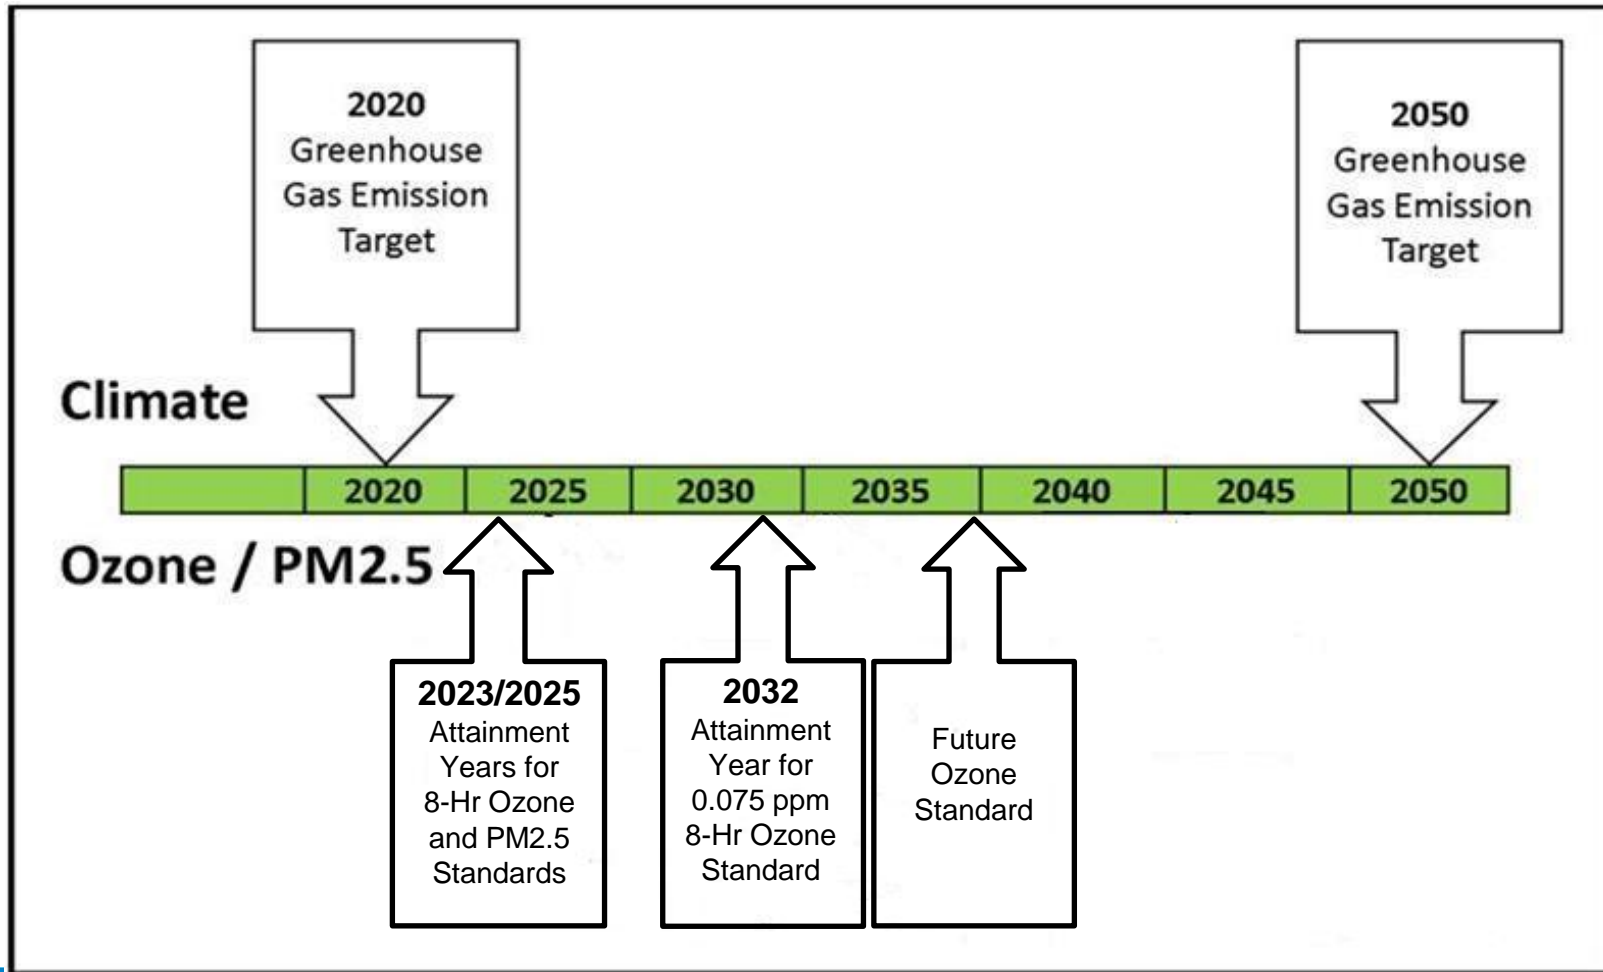 2020
Greenhouse
Gas Emission
Target
2050
Greenhouse
Gas Emission
Target
Climate
2020 2025 2030 2035 2040 2045 2050
Ozone / PM2.5
2023/2025
Attainment
Years for
8-Hr Ozone
and PM2.5
Standards
2032
Attainment
Year for
0.075 ppm
8-Hr Ozone
Standard
Future
Ozone
Standard